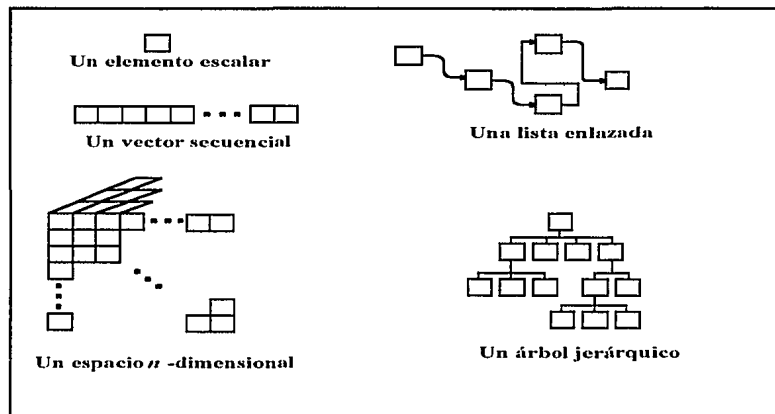 Un elemento escalar
Un vector secuencial
Una lista enlazada
Un espacio n -dimensional
Un árbol jerárquico